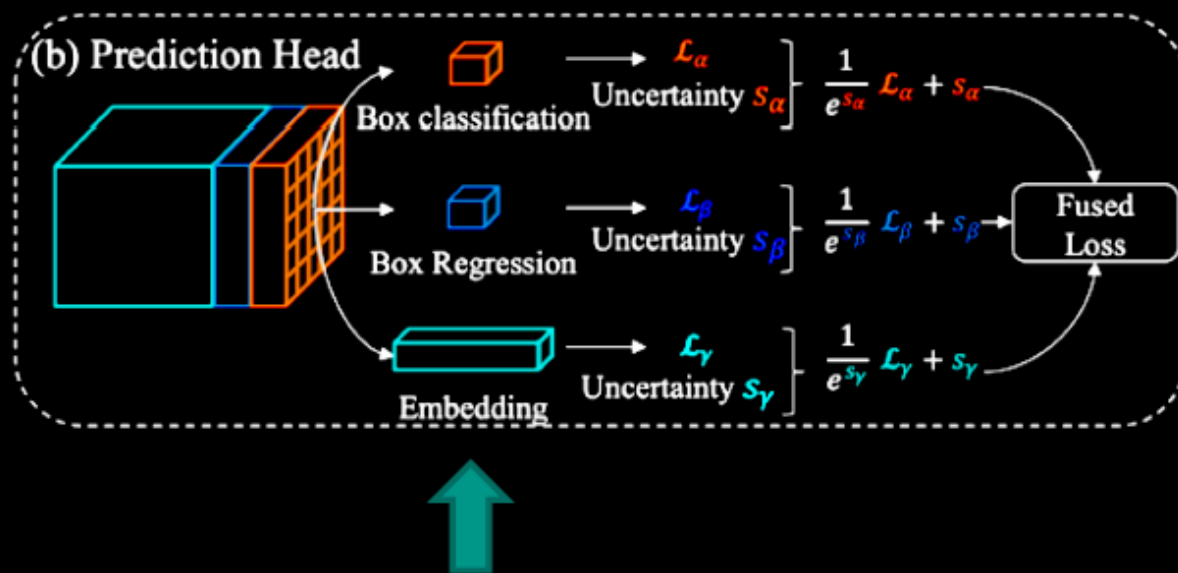 (b) Prediction Head
ℒα
Uncertainty sα
1/e^sα ℒα + sα
Box classification
ℒβ
Uncertainty sβ
1/e^sβ ℒβ + sβ
Box Regression
Fused
Loss
ℒγ
Uncertainty sγ
1/e^sγ ℒγ + sγ
Embedding